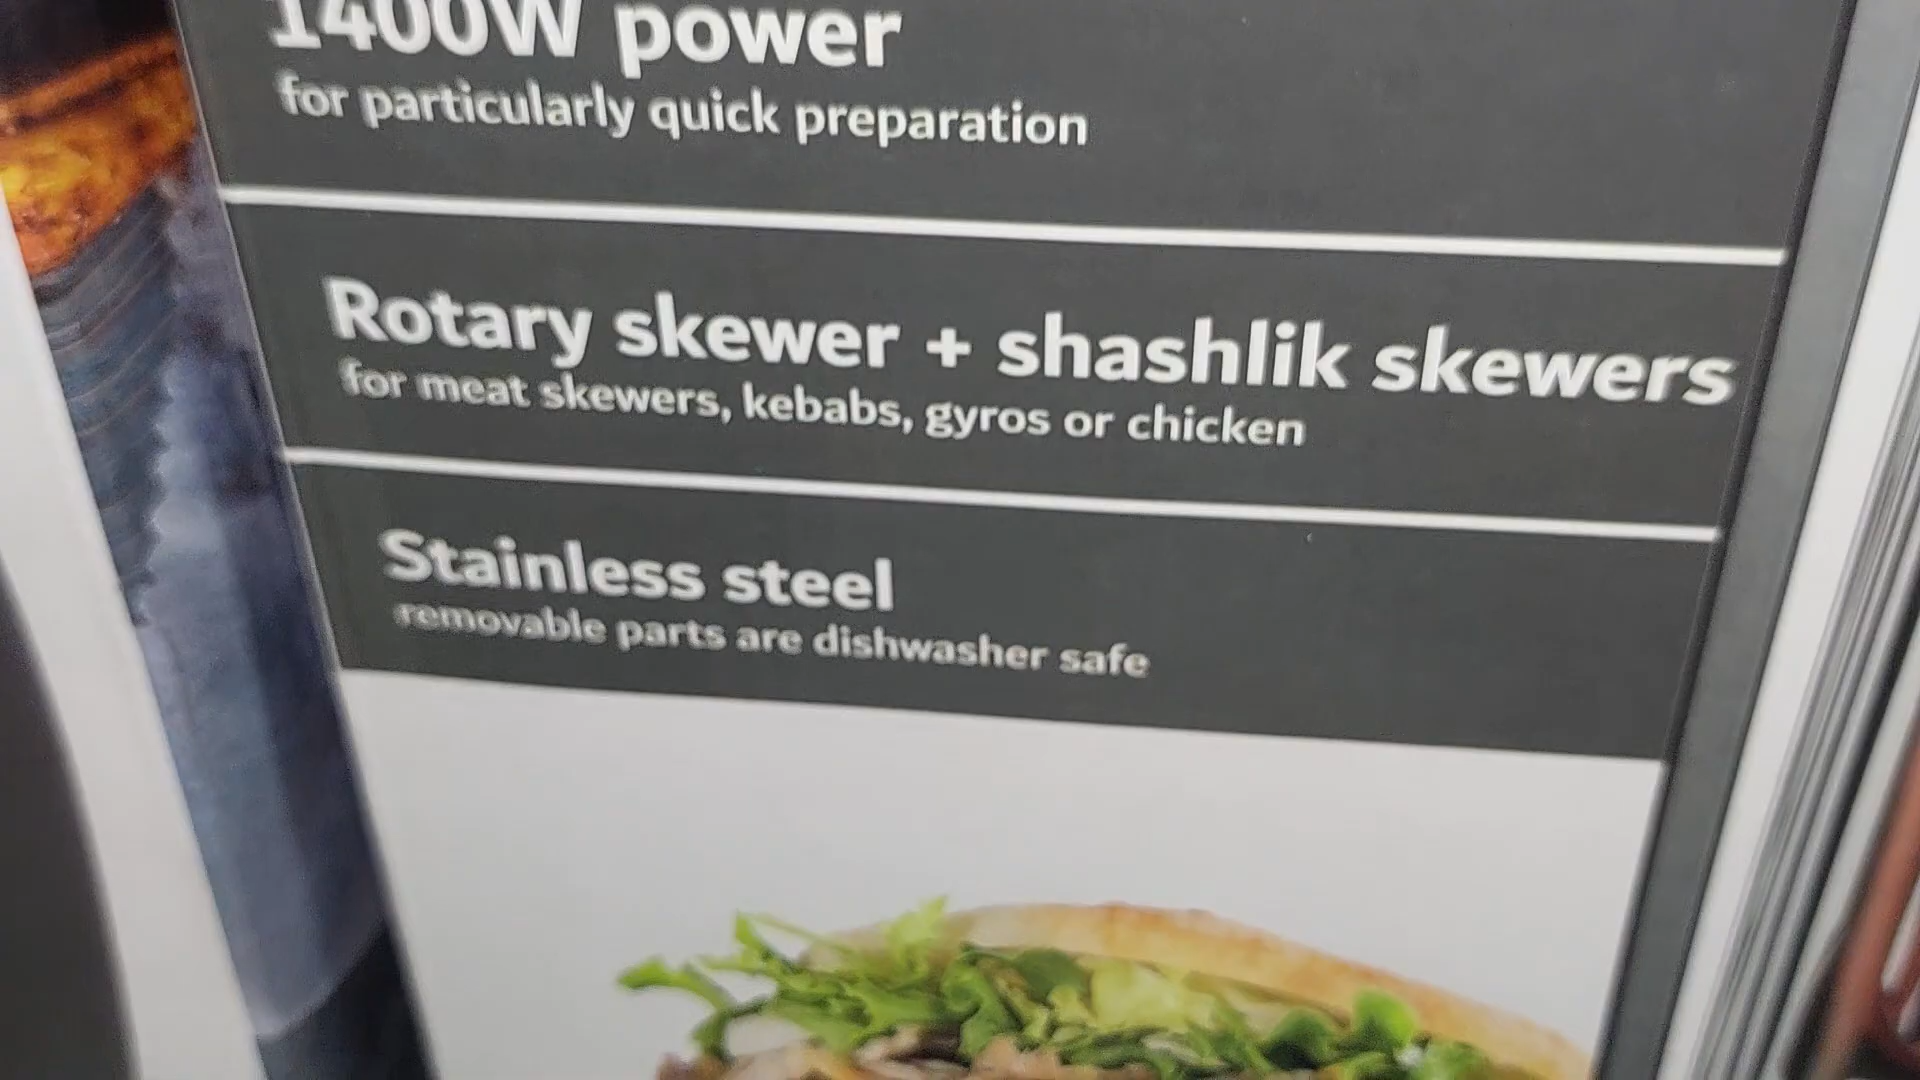 1400W power
for particularly quick preparation
Rotary skewer + shashlik skewers
for meat skewers, kebabs, gyros or chicken
Stainless steel
removable parts are dishwasher safe